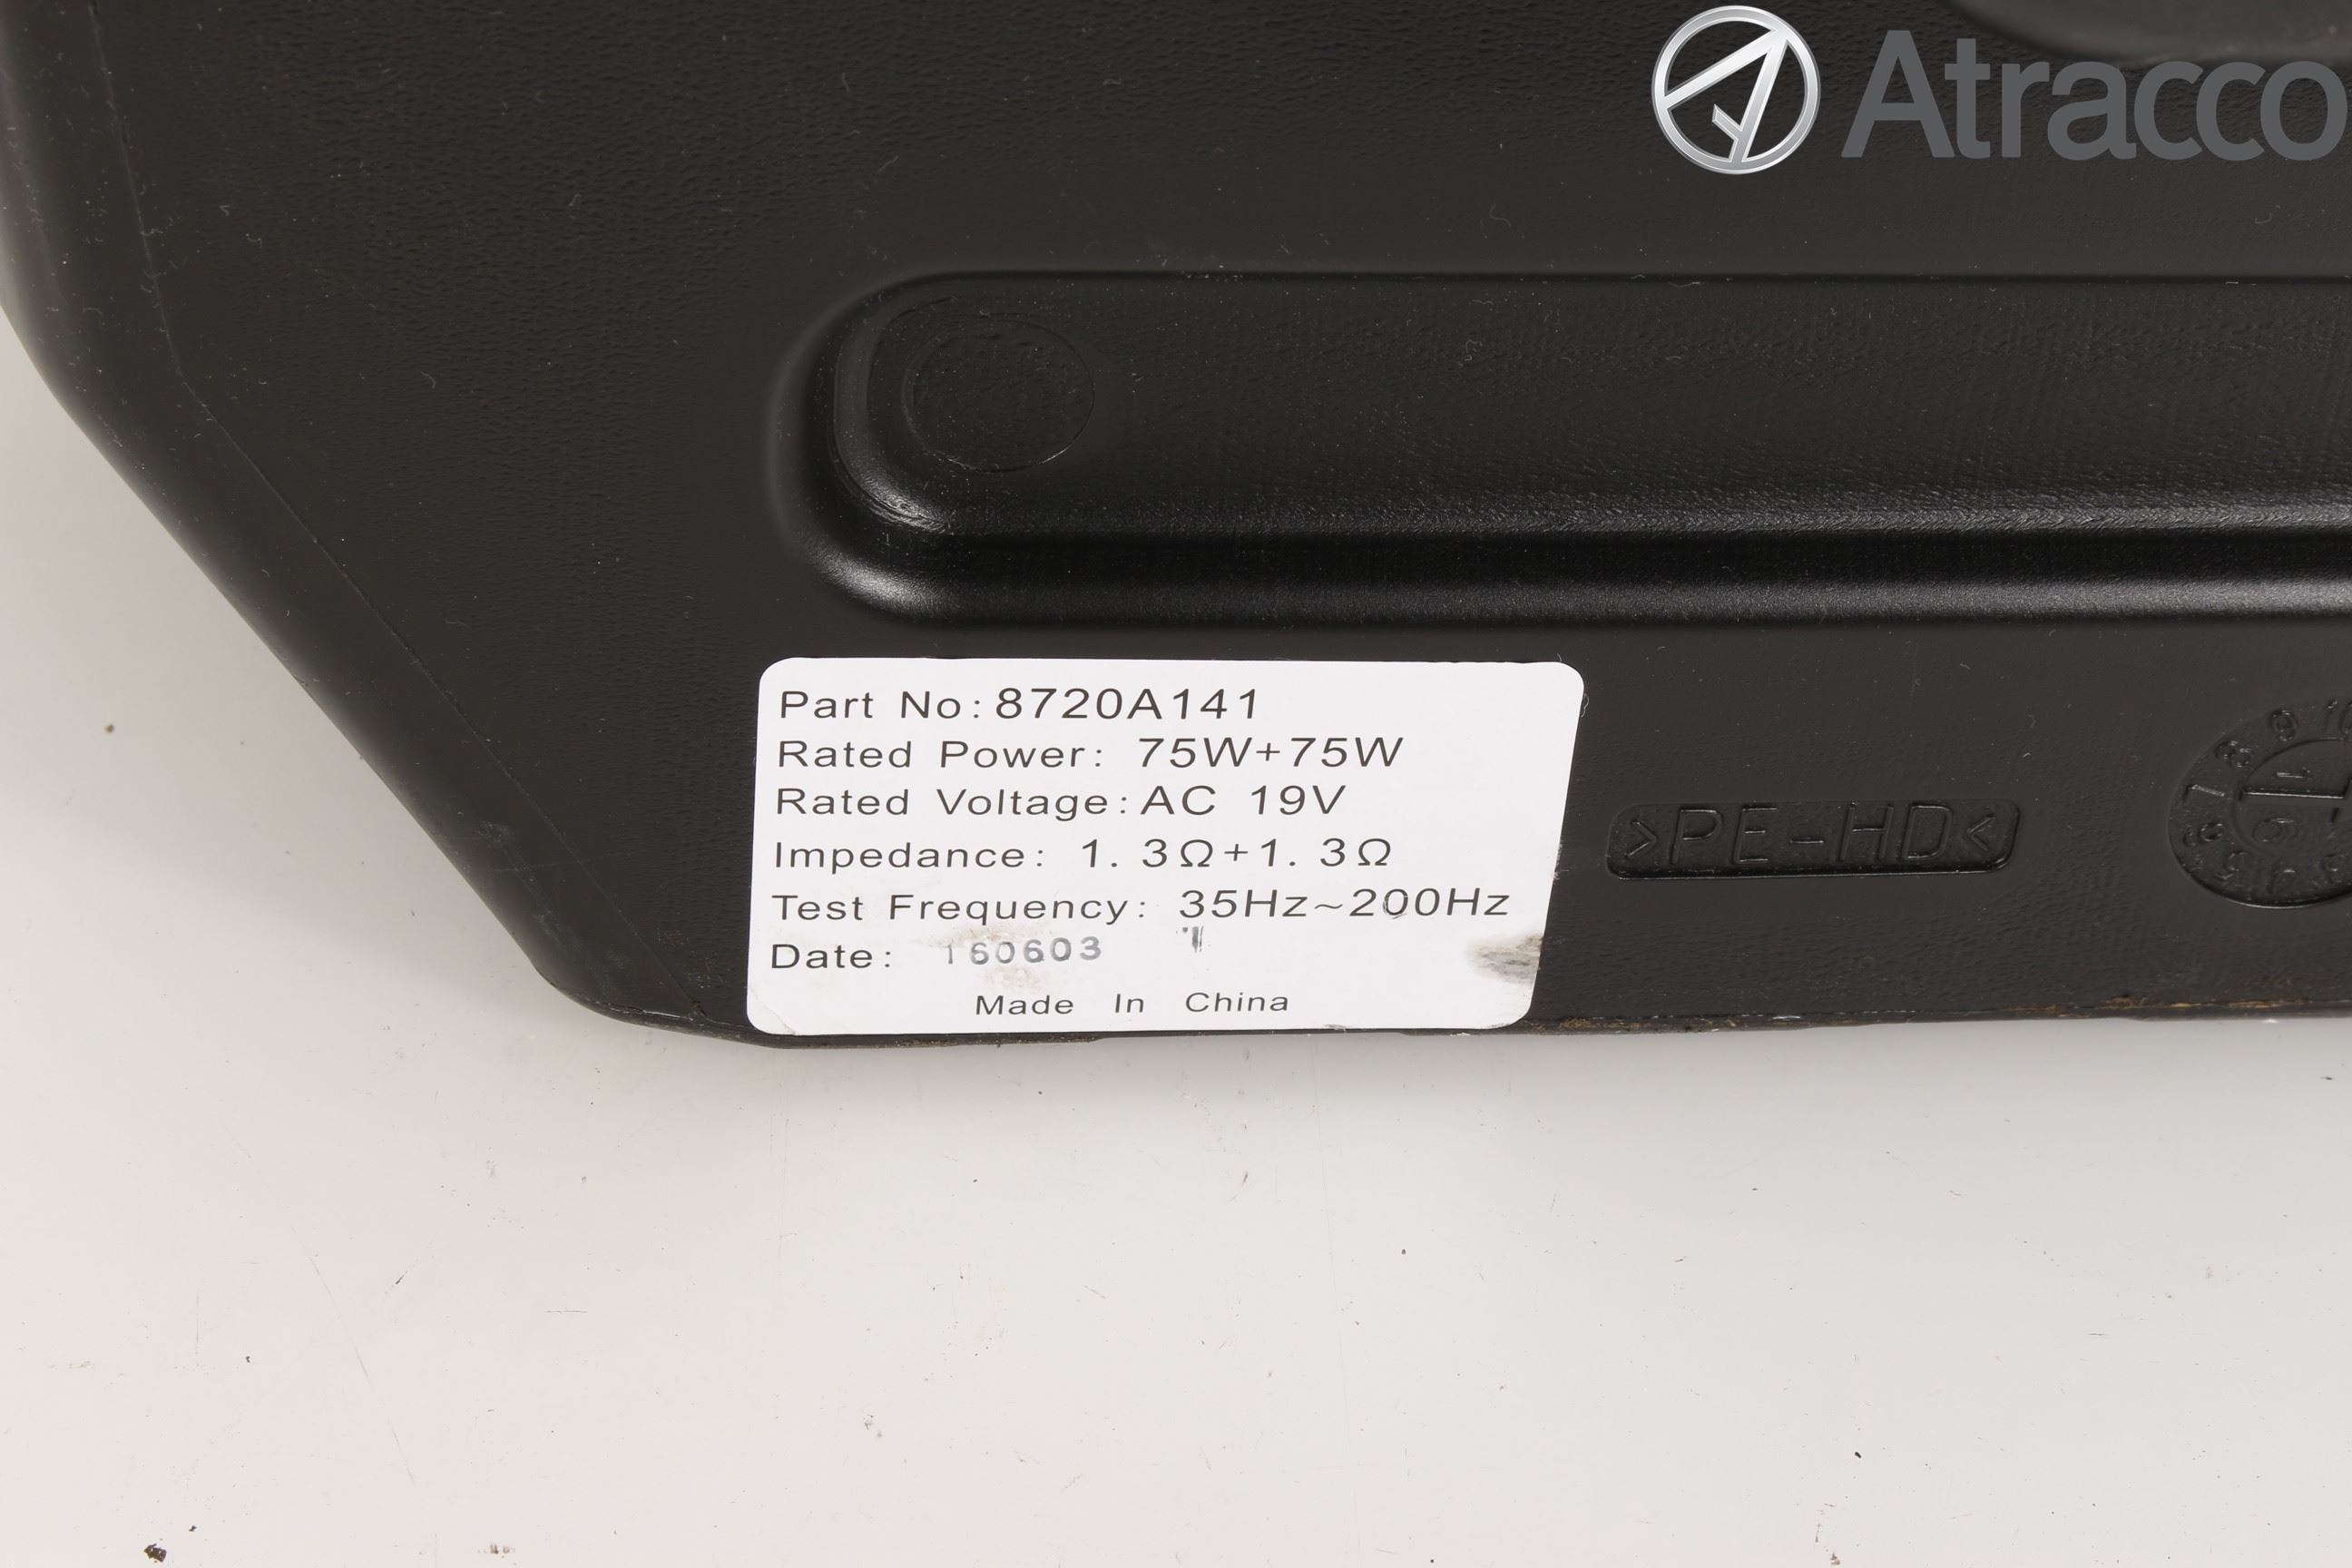 Atracco
Part No: 8720A141
Rated Power: 75W+75W
Rated Voltage: AC 19V
Impedance: 1. 3Ω+1. 3Ω
Test Frequency: 35Hz~200Hz
Date: 160603
Made In China
>PE-HD<